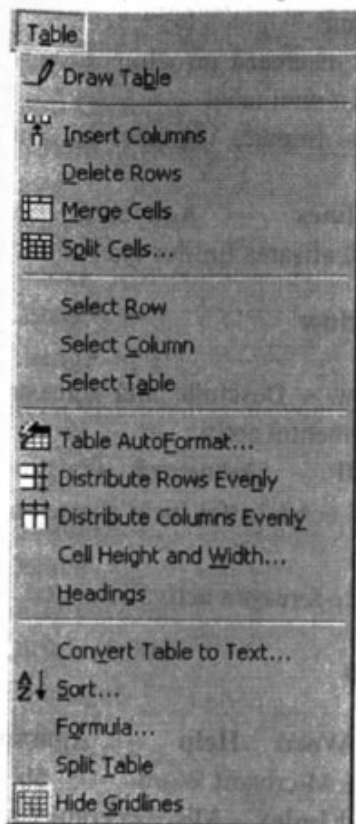 Table
Draw Table
Insert Columns
Delete Rows
Merge Cells
Split Cells...
Select Row
Select Column
Select Table
Table AutoFormat...
Distribute Rows Evenly
Distribute Columns Evenly
Cell Height and Width...
Headings
Convert Table to Text...
Sort...
Formula...
Split Table
Hide Gridlines